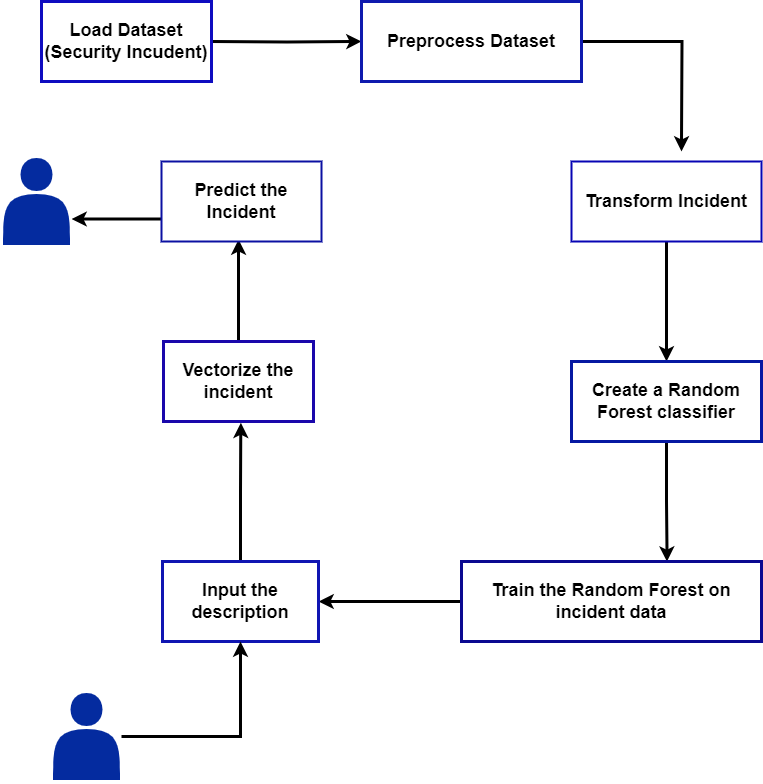 Load Dataset
(Security Incudent)
Preprocess Dataset
Transform Incident
Create a Random
Forest classifier
Train the Random Forest on
incident data
Input the
description
Vectorize the
incident
Predict the
Incident